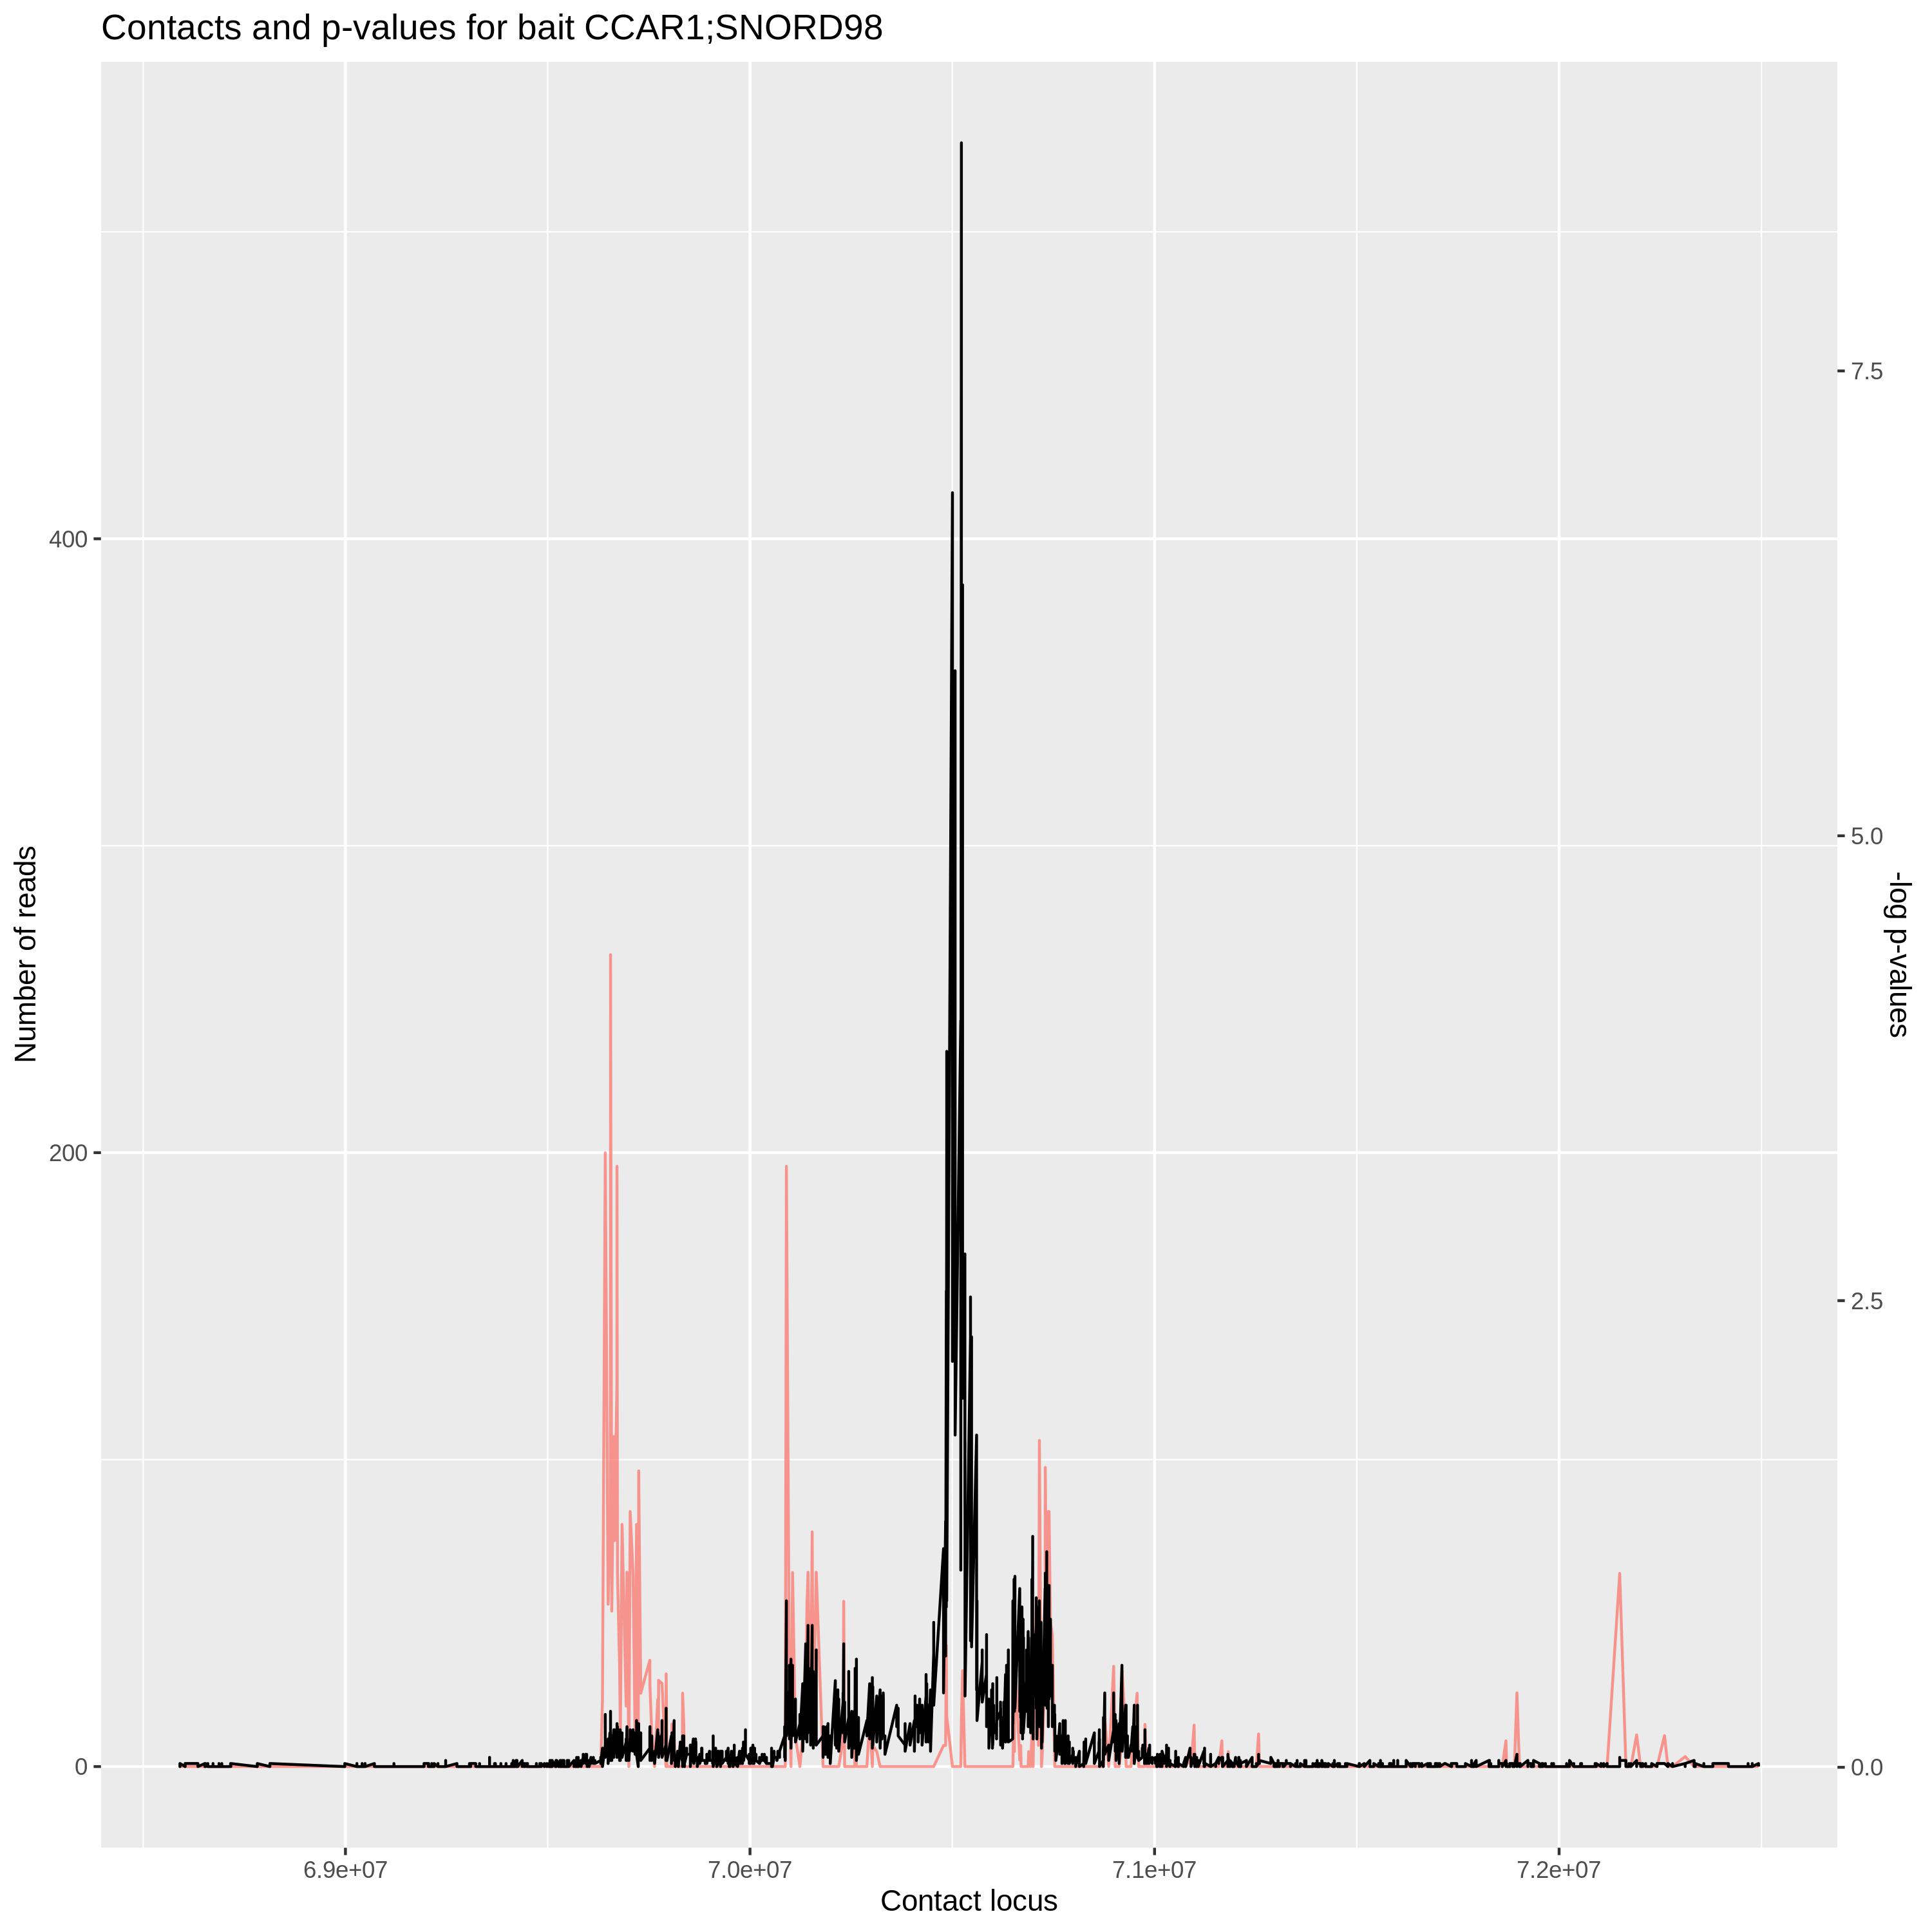 Contacts and p-values for bait CCAR1;SNORD98
Number of reads
400
200
0
7.5
5.0
2.5
0.0
-log p-values
6.9e+07 7.0e+07 7.1e+07 7.2e+07
Contact locus